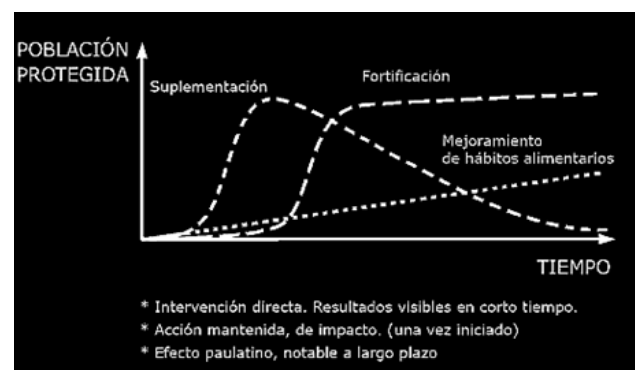 POBLACIÓN
PROTEGIDA
Suplementación
Fortificación
Mejoramiento
de hábitos alimentarios
TIEMPO
* Intervención directa. Resultados visibles en corto tiempo.
* Acción mantenida, de impacto. (una vez iniciado)
* Efecto paulatino, notable a largo plazo